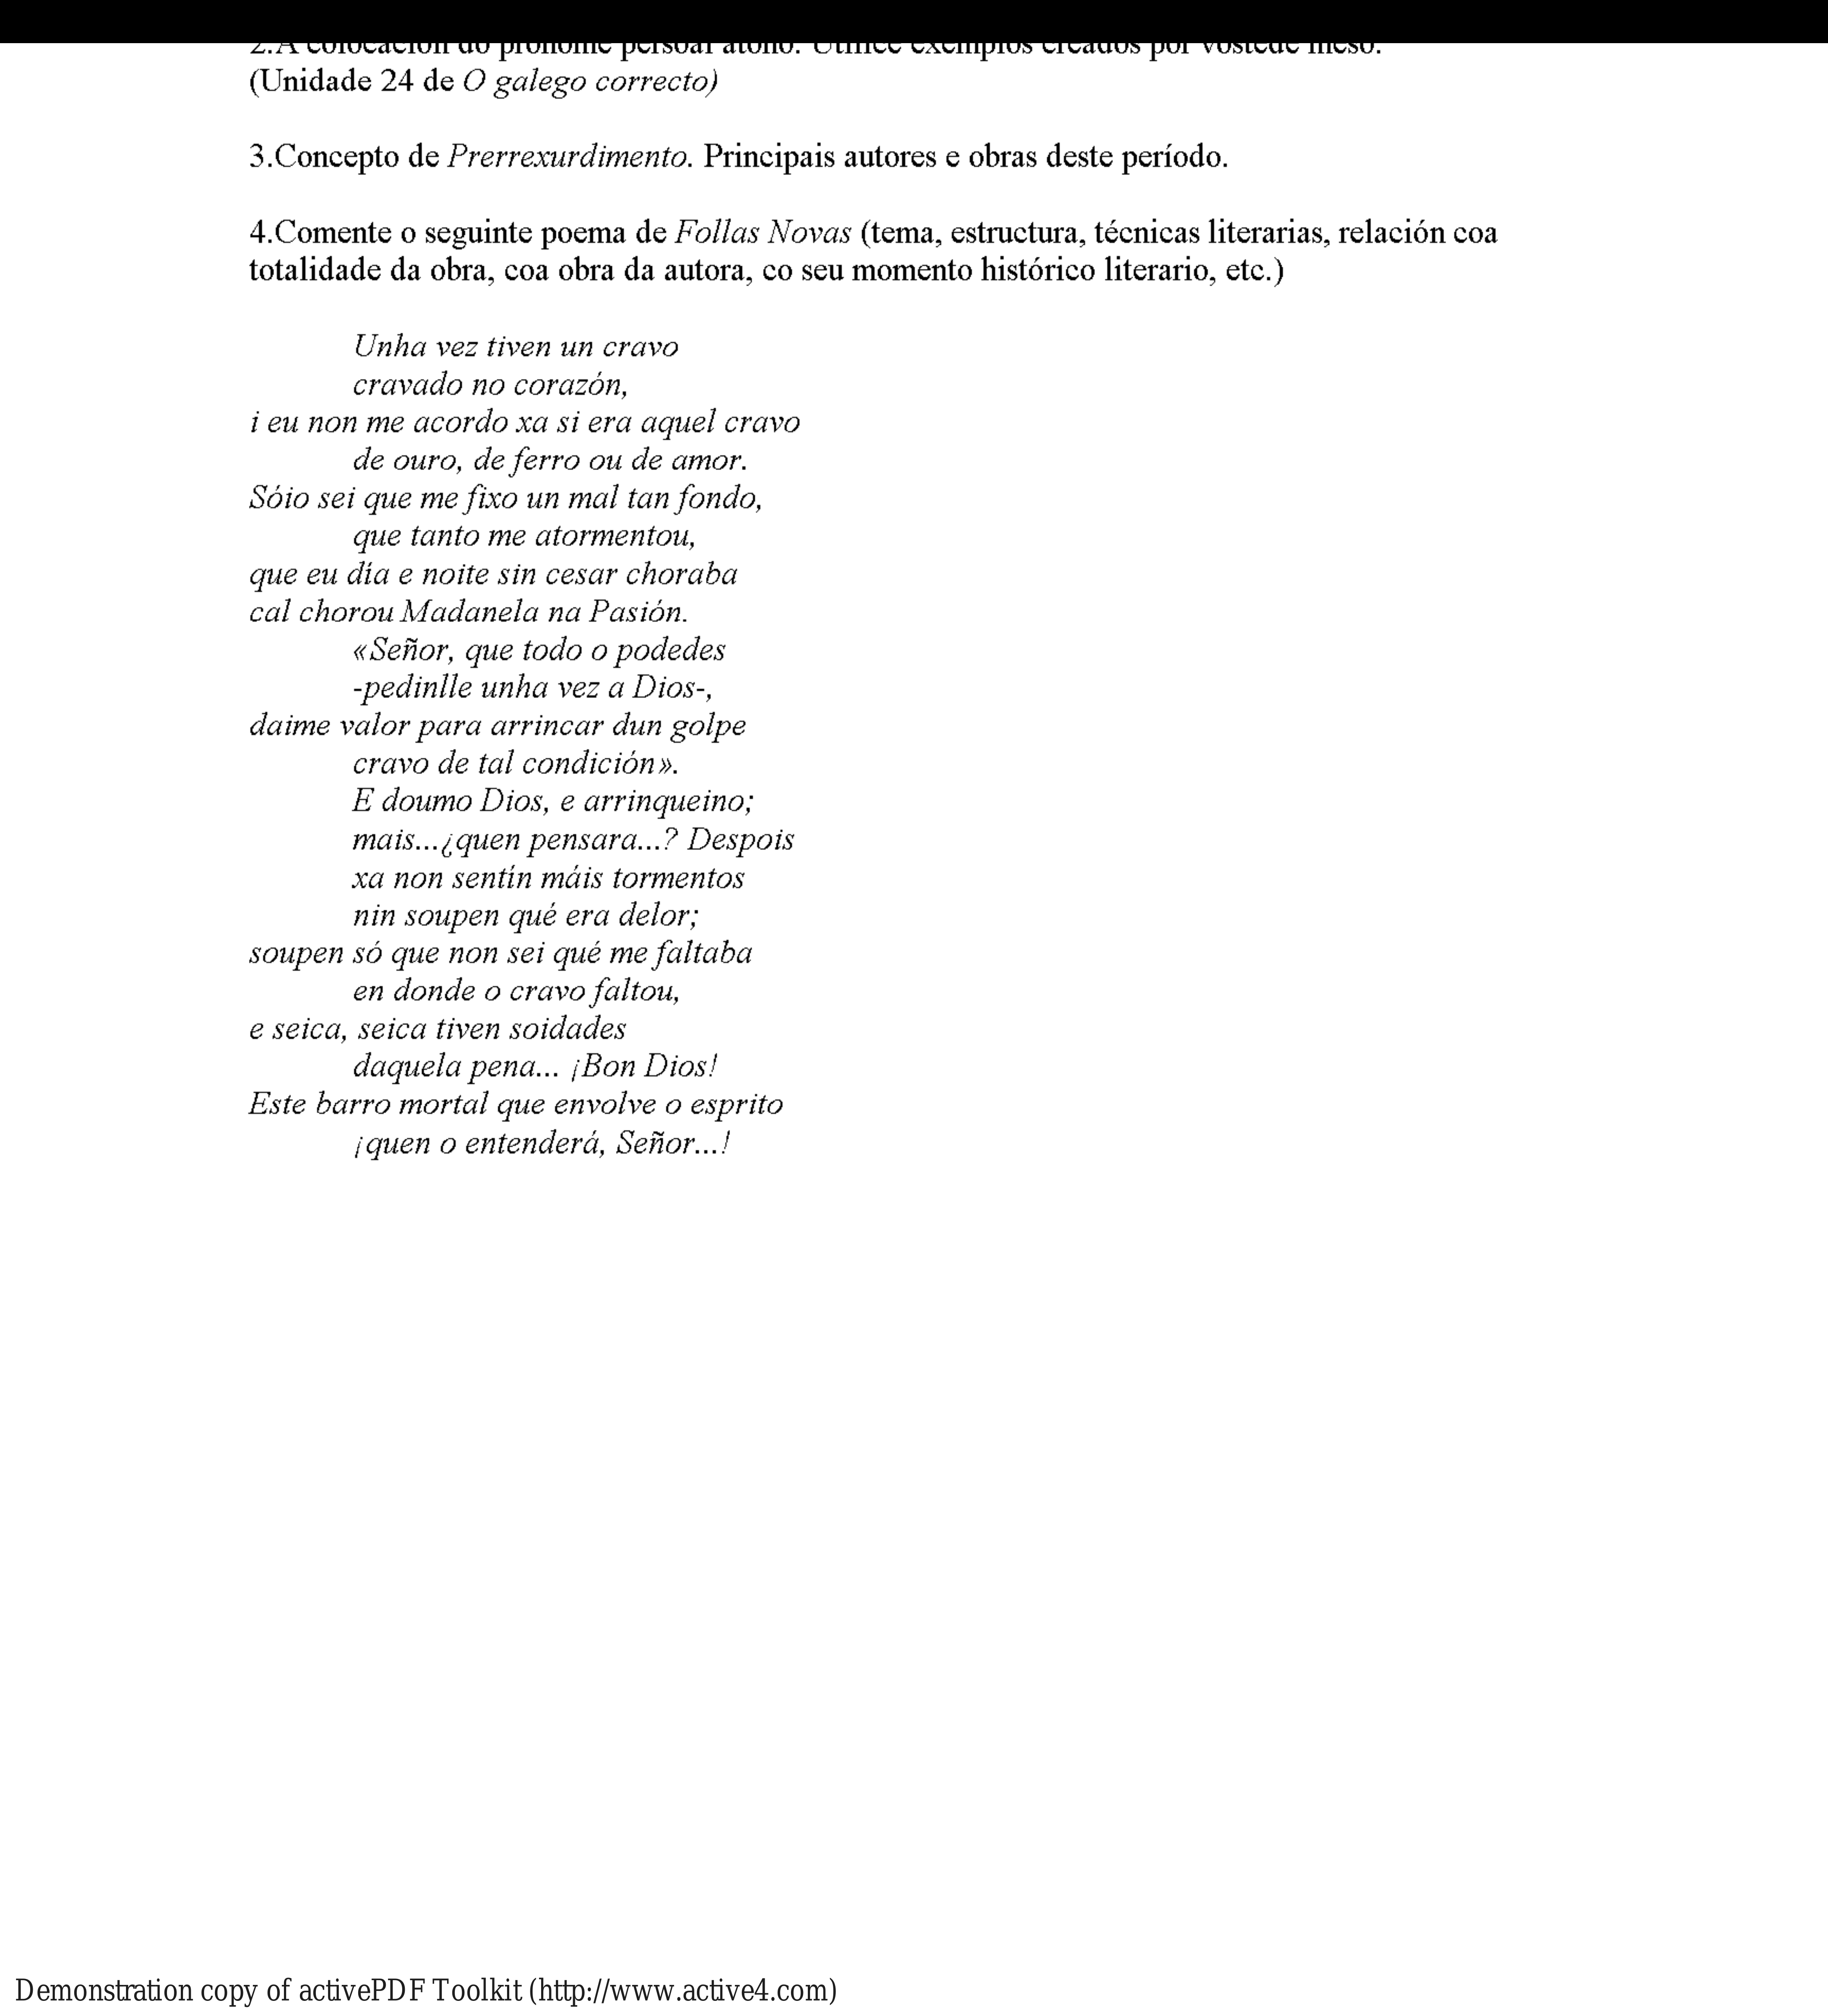 2.A colocación do pronome persoal átono. Utilice exemplos creados por vostede
(Unidade 24 de O galego correcto)
3.Concepto de Prerrexurdimento. Principais autores e obras deste período.
4.Comente o seguinte poema de Follas Novas (tema, estructura, técnicas literarias, relación coa
totalidade da obra, coa obra da autora, co seu momento histórico literario, etc.)
Unha vez tiven un cravo
cravado no corazón,
i eu non me acordo xa si era aquel cravo
de ouro, de ferro ou de amor.
Sóio sei que me fixo un mal tan fondo,
que tanto me atormentou,
que eu día e noite sin cesar choraba
cal chorou Madanela na Pasión.
«Señor, que todo o podedes
-pedinlle unha vez a Dios-,
daime valor para arrincar dun golpe
cravo de tal condición».
E doumo Dios, e arrinqueino;
mais...¿quen pensara...? Despois
xa non sentín máis tormentos
nin soupen qué era delor;
soupen só que non sei qué me faltaba
en donde o cravo faltou,
e seica, seica tiven soidades
daquela pena... ¡Bon Dios!
Este barro mortal que envolve o esprito
¡quen o entenderá, Señor...!
Demonstration copy of activePDF Toolkit (http://www.active4.com)